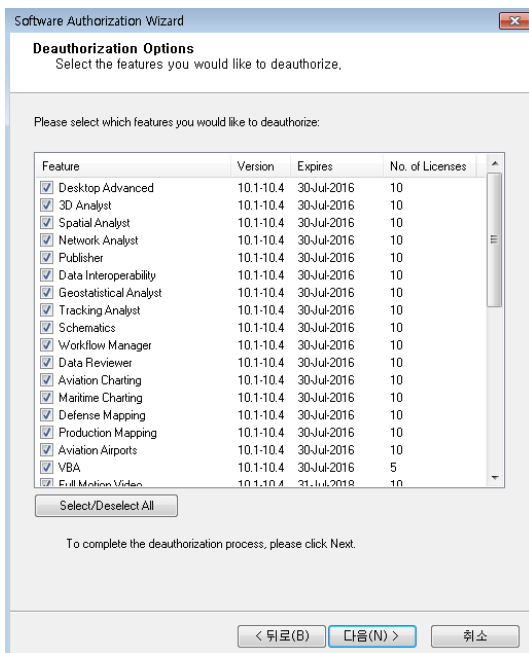 Software Authorization Wizard
Deauthorization Options
Select the features you would like to deauthorize.
Please select which features you would like to deauthorize:
Feature Version Expires No. of Licenses
Desktop Advanced 10.1-10.4 30-Jul-2016 10
3D Analyst 10.1-10.4 30-Jul-2016 10
Spatial Analyst 10.1-10.4 30-Jul-2016 10
Network Analyst 10.1-10.4 30-Jul-2016 10
Publisher 10.1-10.4 30-Jul-2016 10
Data Interoperability 10.1-10.4 30-Jul-2016 10
Geostatistical Analyst 10.1-10.4 30-Jul-2016 10
Tracking Analyst 10.1-10.4 30-Jul-2016 10
Schematics 10.1-10.4 30-Jul-2016 10
Workflow Manager 10.1-10.4 30-Jul-2016 10
Data Reviewer 10.1-10.4 30-Jul-2016 10
Aviation Charting 10.1-10.4 30-Jul-2016 10
Maritime Charting 10.1-10.4 30-Jul-2016 10
Defense Mapping 10.1-10.4 30-Jul-2016 10
Production Mapping 10.1-10.4 30-Jul-2016 10
Aviation Airports 10.1-10.4 30-Jul-2016 10
VBA 10.1-10.4 30-Jul-2016 5
Full Motion Video 10.1-10.4 31-Jul-2018 10
Select/Deselect All
To complete the deauthorization process, please click Next.
< 뒤로(B) 다음(N) > 취소